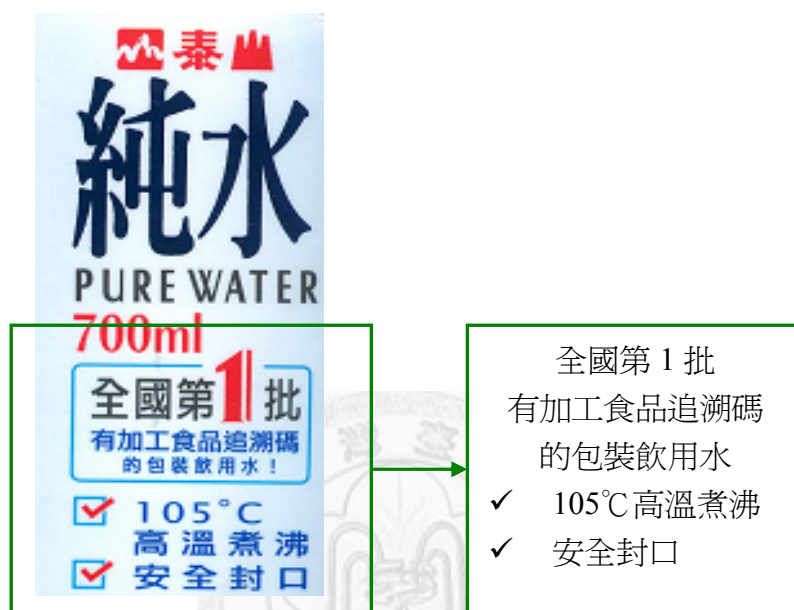 泰山
純水
PURE WATER
700ml
全國第1批
有加工食品追溯碼
的包裝飲用水！
105°C
高溫煮沸
安全封口
全國第 1 批
有加工食品追溯碼
的包裝飲用水
✓ 105℃高溫煮沸
✓ 安全封口